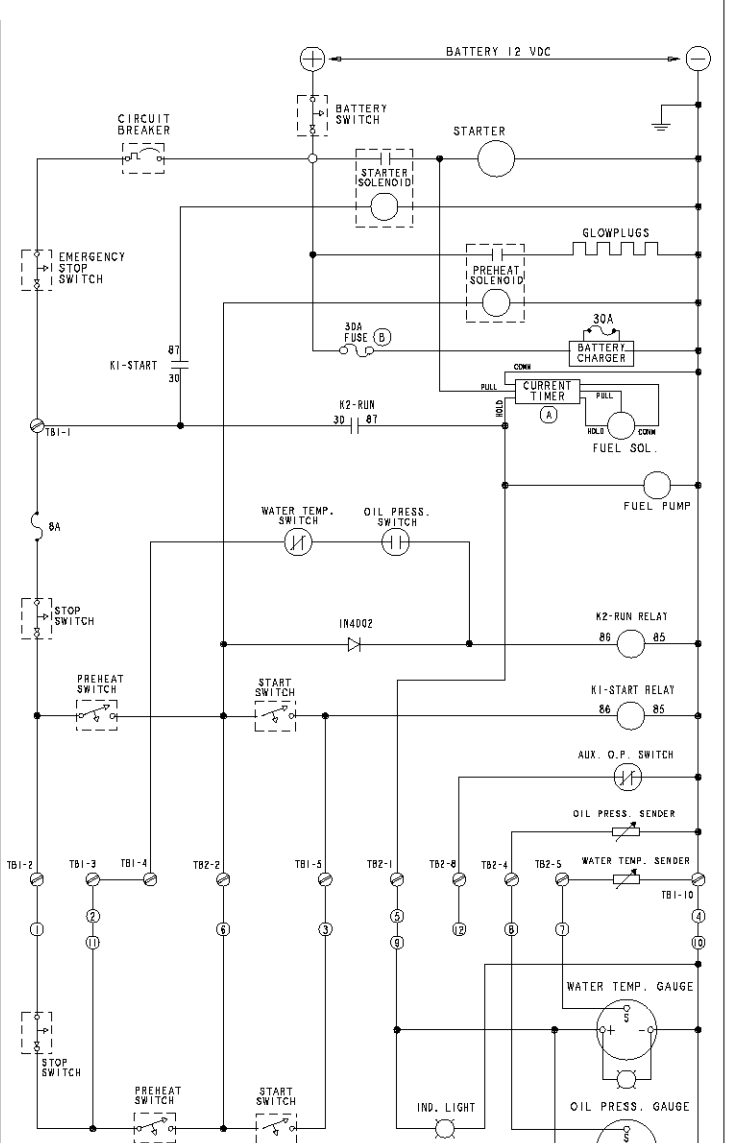 BATTERY 12 VDC
+
-
BATTERY
SWITCH
CIRCUIT
BREAKER
STARTER
STARTER
SOLENOID
GLOWPLUGS
EMERGENCY
STOP
SWITCH
PREHEAT
SOLENOID
30A
FUSE B
30A
BATTERY
CHARGER
87
K1-START
30
COMM
PULL
CURRENT
TIMER
PULL
A
HOLD
HOLD
COMM
FUEL SOL.
K2-RUN
30 87
TB1-1
FUEL PUMP
WATER TEMP.
SWITCH
OIL PRESS.
SWITCH
8A
STOP
SWITCH
1N4002
K2-RUN RELAY
86 85
PREHEAT
SWITCH
START
SWITCH
K1-START RELAY
86 85
AUX. O.P. SWITCH
OIL PRESS. SENDER
TB1-2 TB1-3 TB1-4 TB2-2 TB1-5 TB2-1 TB2-8 TB2-4 TB2-5 WATER TEMP. SENDER
TB1-10
2 5 4
1 6 3 12 8 7
11 9 10
WATER TEMP. GAUGE
S
+ -
STOP
SWITCH
PREHEAT
SWITCH
START
SWITCH
IND. LIGHT
OIL PRESS. GAUGE
S